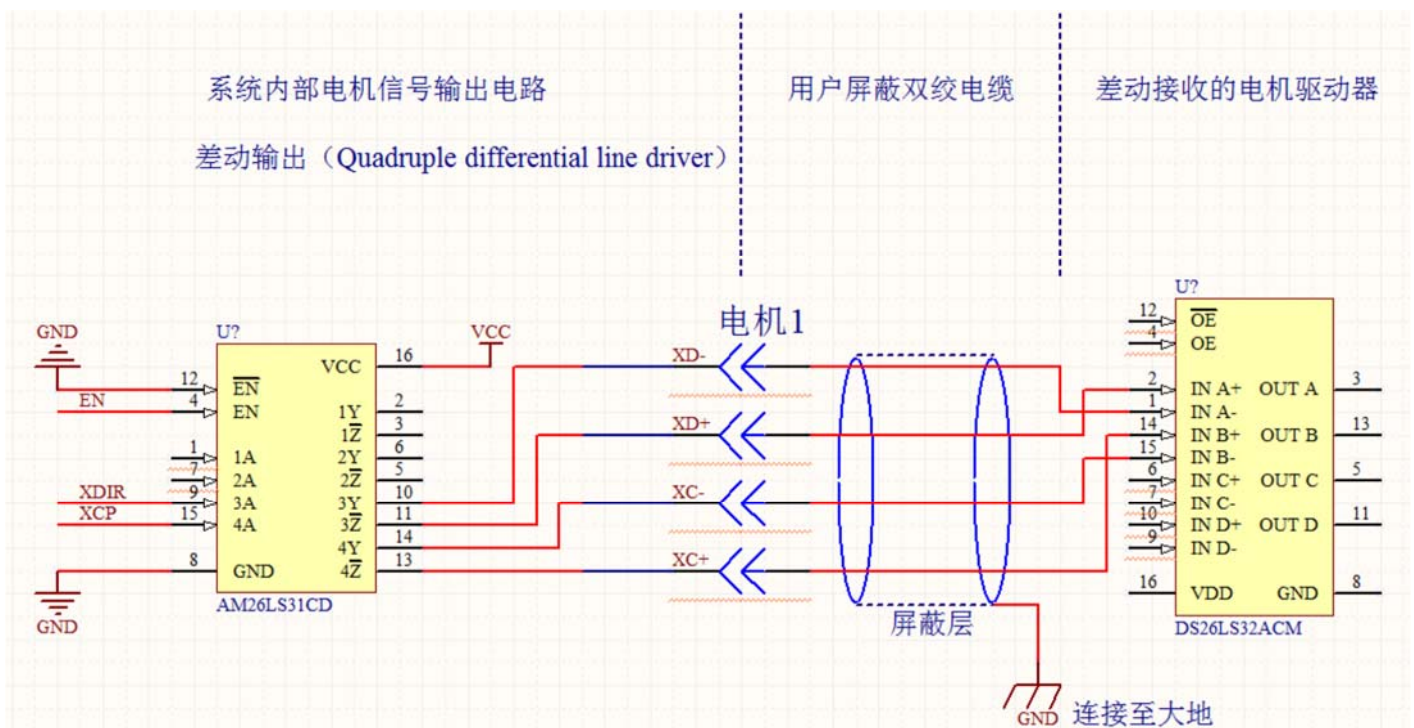 系统内部电机信号输出电路
用户屏蔽双绞电缆
差动接收的电机驱动器
差动输出（Quadruple differential line driver）
GND
EN
XDIR
XCP
GND
U?
12 EN
4 EN
1 1A
7 2A
9 3A
15 4A
8 GND
VCC 16
1Y 2
1Z 3
2Y 6
2Z 5
3Y 10
3Z 11
4Y 14
4Z 13
AM26LS31CD
VCC
电机1
XD-
XD+
XC-
XC+
屏蔽层
GND 连接至大地
U?
12 OE
4 OE
2 IN A+ OUT A 3
1 IN A-
14 IN B+ OUT B 13
15 IN B-
6 IN C+ OUT C 5
7 IN C-
10 IN D+ OUT D 11
9 IN D-
16 VDD GND 8
DS26LS32ACM